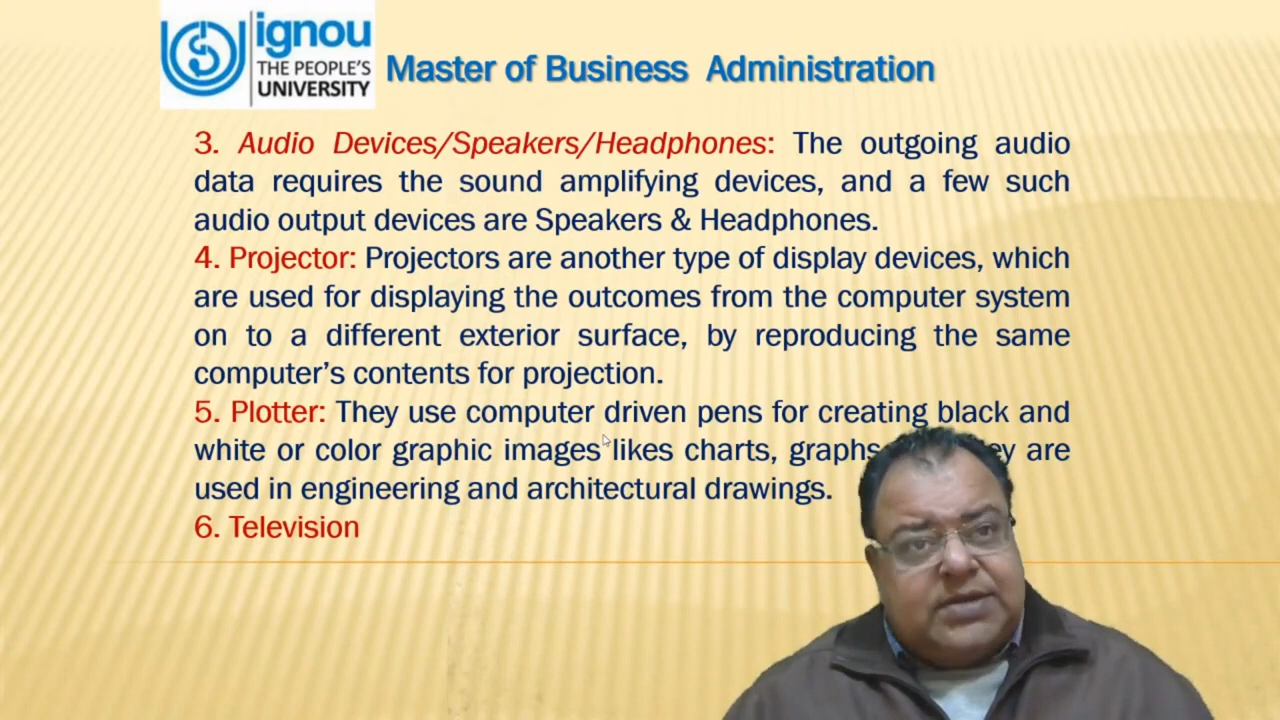 ignou
THE PEOPLE'S
UNIVERSITY
Master of Business Administration
3. Audio Devices/Speakers/Headphones: The outgoing audio
data requires the sound amplifying devices, and a few such
audio output devices are Speakers & Headphones.
4. Projector: Projectors are another type of display devices, which
are used for displaying the outcomes from the computer system
on to a different exterior surface, by reproducing the same
computer's contents for projection.
5. Plotter: They use computer driven pens for creating black and
white or color graphic images likes charts, graphs are
used in engineering and architectural drawings.
6. Television